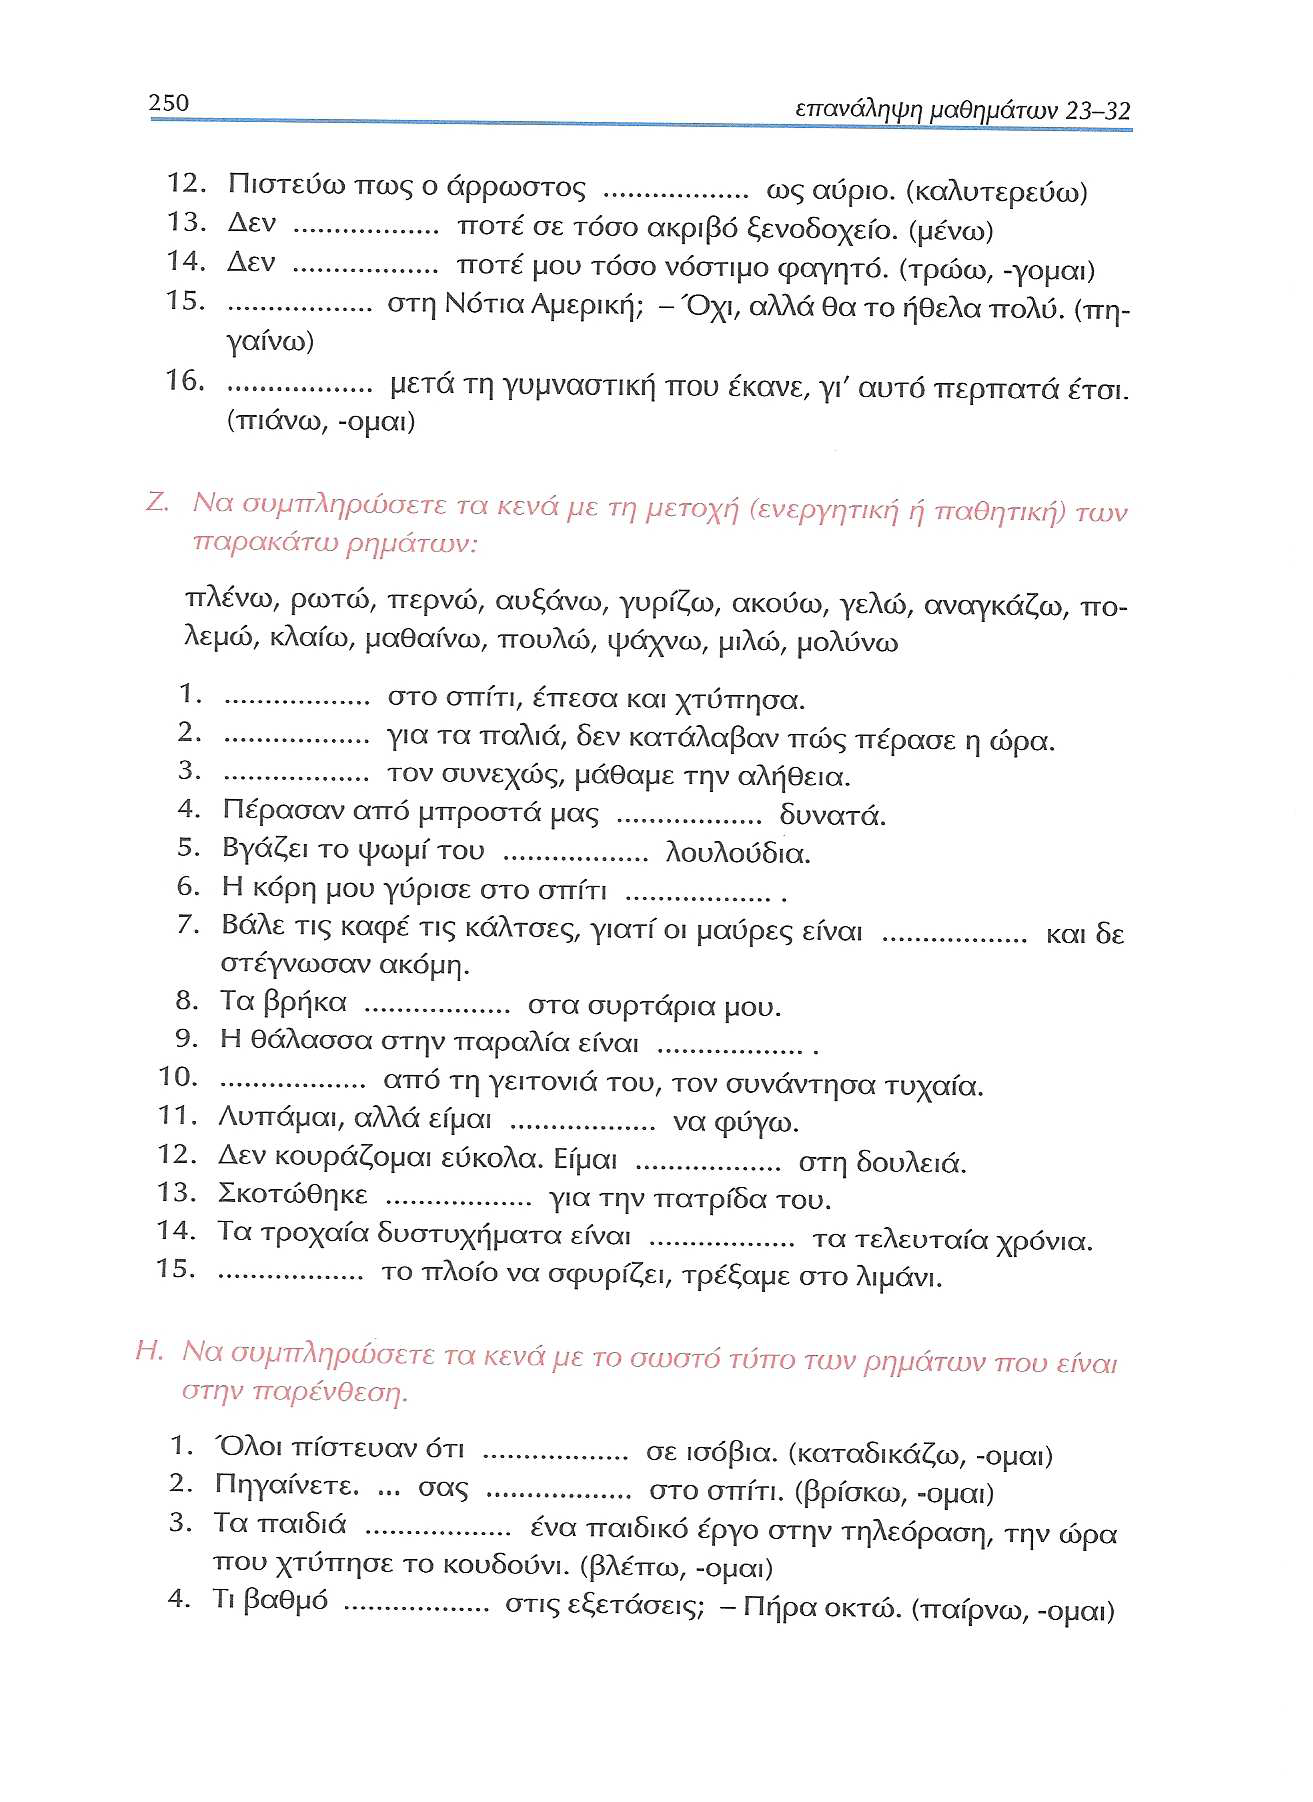 250 επανάληψη μαθημάτων 23–32
12. Πιστεύω πως ο άρρωστος .................. ως αύριο. (καλυτερεύω)
13. Δεν .................. ποτέ σε τόσο ακριβό ξενοδοχείο. (μένω)
14. Δεν .................. ποτέ μου τόσο νόστιμο φαγητό. (τρώω, -γομαι)
15. .................. στη Νότια Αμερική; – Όχι, αλλά θα το ήθελα πολύ. (πη-
γαίνω)
16. .................. μετά τη γυμναστική που έκανε, γι' αυτό περπατά έτσι.
(πιάνω, -ομαι)
Ζ. Να συμπληρώσετε τα κενά με τη μετοχή (ενεργητική ή παθητική) των
παρακάτω ρημάτων:
πλένω, ρωτώ, περνώ, αυξάνω, γυρίζω, ακούω, γελώ, αναγκάζω, πο-
λεμώ, κλαίω, μαθαίνω, πουλώ, ψάχνω, μιλώ, μολύνω
1. .................. στο σπίτι, έπεσα και χτύπησα.
2. .................. για τα παλιά, δεν κατάλαβαν πώς πέρασε η ώρα.
3. .................. τον συνεχώς, μάθαμε την αλήθεια.
4. Πέρασαν από μπροστά μας .................. δυνατά.
5. Βγάζει το ψωμί του .................. λουλούδια.
6. Η κόρη μου γύρισε στο σπίτι .................. .
7. Βάλε τις καφέ τις κάλτσες, γιατί οι μαύρες είναι .................. και δε
στέγνωσαν ακόμη.
8. Τα βρήκα .................. στα συρτάρια μου.
9. Η θάλασσα στην παραλία είναι .................. .
10. .................. από τη γειτονιά του, τον συνάντησα τυχαία.
11. Λυπάμαι, αλλά είμαι .................. να φύγω.
12. Δεν κουράζομαι εύκολα. Είμαι .................. στη δουλειά.
13. Σκοτώθηκε .................. για την πατρίδα του.
14. Τα τροχαία δυστυχήματα είναι .................. τα τελευταία χρόνια.
15. .................. το πλοίο να σφυρίζει, τρέξαμε στο λιμάνι.
Η. Να συμπληρώσετε τα κενά με το σωστό τύπο των ρημάτων που είναι
στην παρένθεση.
1. Όλοι πίστευαν ότι .................. σε ισόβια. (καταδικάζω, -ομαι)
2. Πηγαίνετε. ... σας .................. στο σπίτι. (βρίσκω, -ομαι)
3. Τα παιδιά .................. ένα παιδικό έργο στην τηλεόραση, την ώρα
που χτύπησε το κουδούνι. (βλέπω, -ομαι)
4. Τι βαθμό .................. στις εξετάσεις; – Πήρα οκτώ. (παίρνω, -ομαι)